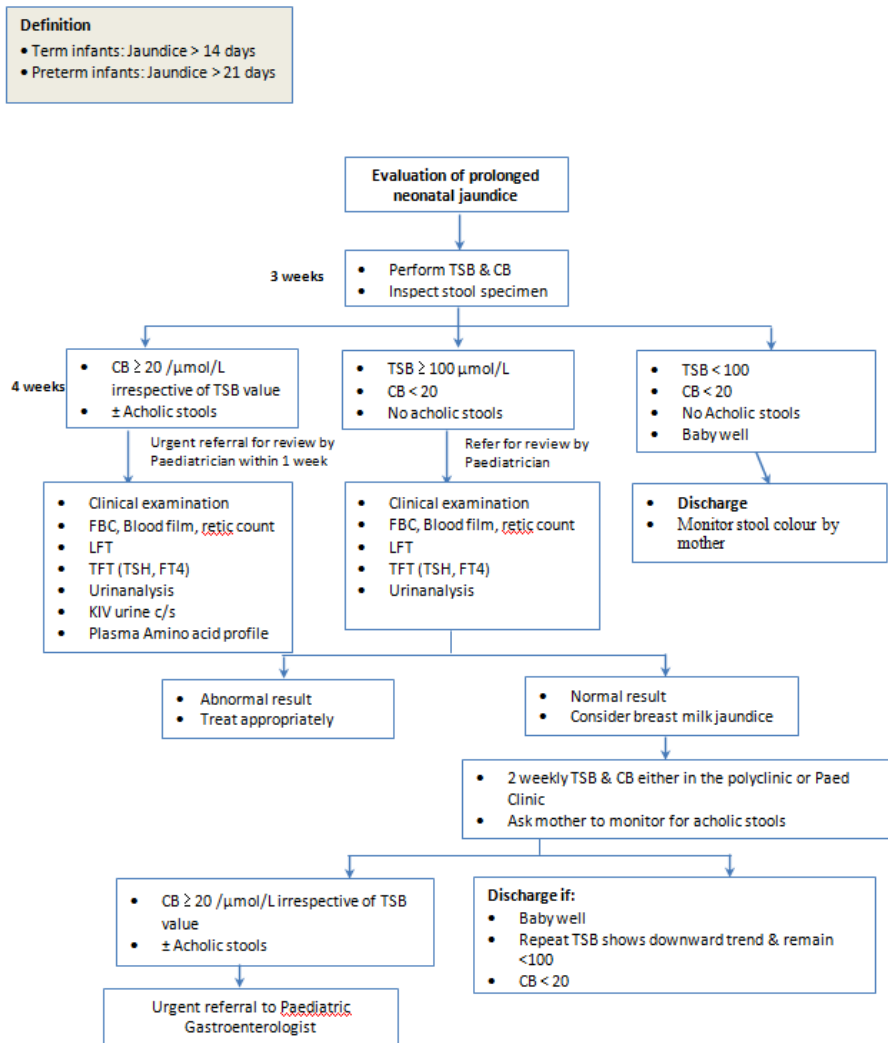 Definition
• Term infants: Jaundice > 14 days
• Preterm infants: Jaundice > 21 days
Evaluation of prolonged
neonatal jaundice
3 weeks
• Perform TSB & CB
• Inspect stool specimen
4 weeks
• CB ≥ 20 /µmol/L
irrespective of TSB value
• ± Acholic stools
• TSB ≥ 100 µmol/L
• CB < 20
• No acholic stools
• TSB < 100
• CB < 20
• No Acholic stools
• Baby well
Urgent referral for review by
Paediatrician within 1 week
Refer for review by
Paediatrician
• Clinical examination
• FBC, Blood film, retic count
• LFT
• TFT (TSH, FT4)
• Urinanalysis
• KIV urine c/s
• Plasma Amino acid profile
• Clinical examination
• FBC, Blood film, retic count
• LFT
• TFT (TSH, FT4)
• Urinanalysis
• Discharge
• Monitor stool colour by
mother
• Abnormal result
• Treat appropriately
• Normal result
• Consider breast milk jaundice
• 2 weekly TSB & CB either in the polyclinic or Paed
Clinic
• Ask mother to monitor for acholic stools
• CB ≥ 20 /µmol/L irrespective of TSB
value
• ± Acholic stools
Discharge if:
• Baby well
• Repeat TSB shows downward trend & remain
<100
• CB < 20
Urgent referral to Paediatric
Gastroenterologist